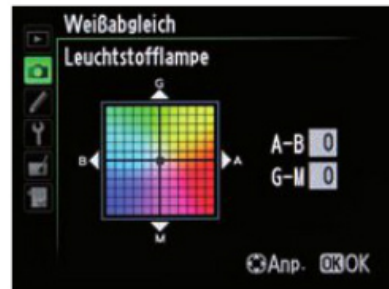 Weißabgleich
Leuchtstofflampe
G
B
A
M
A-B 0
G-M 0
Anp. OK OK